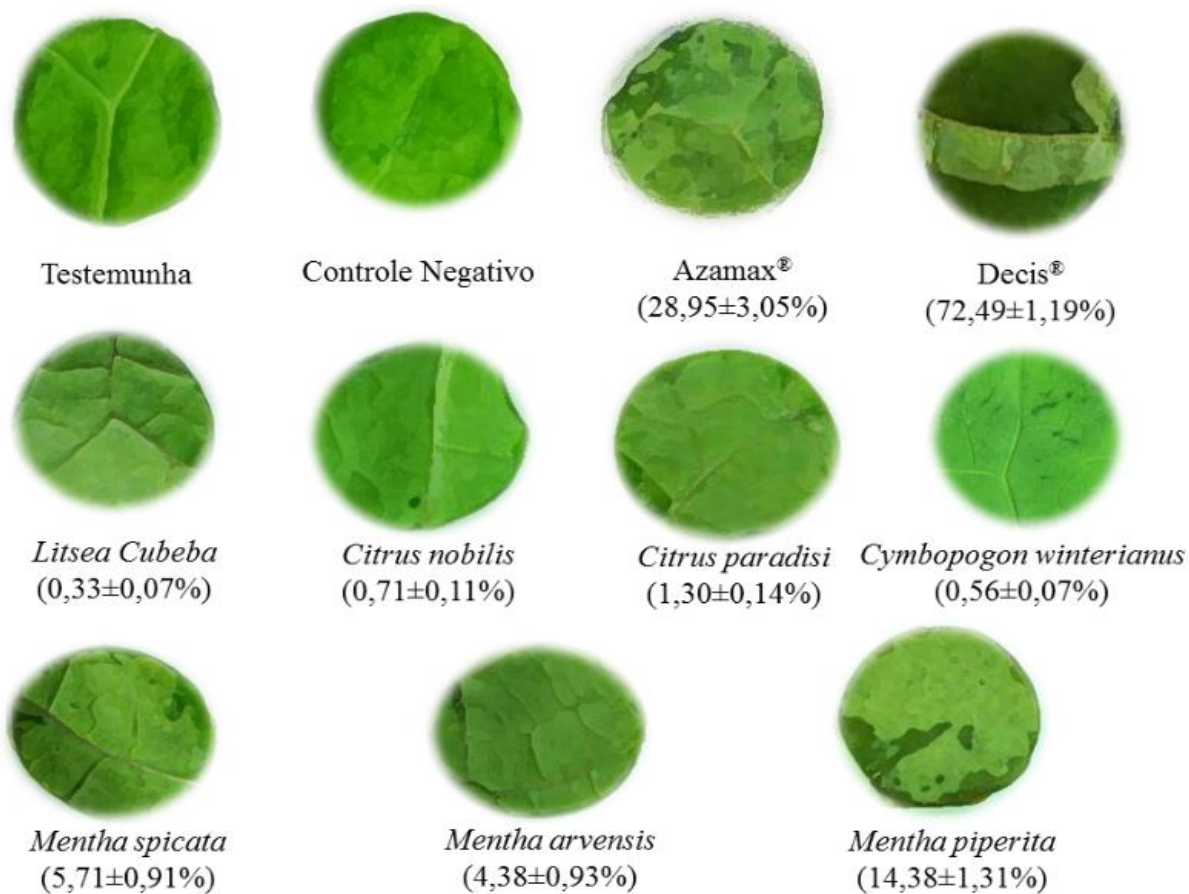 Testemunha
Controle Negativo
Azamax®
(28,95±3,05%)
Decis®
(72,49±1,19%)
Litsea Cubeba
(0,33±0,07%)
Citrus nobilis
(0,71±0,11%)
Citrus paradisi
(1,30±0,14%)
Cymbopogon winterianus
(0,56±0,07%)
Mentha spicata
(5,71±0,91%)
Mentha arvensis
(4,38±0,93%)
Mentha piperita
(14,38±1,31%)